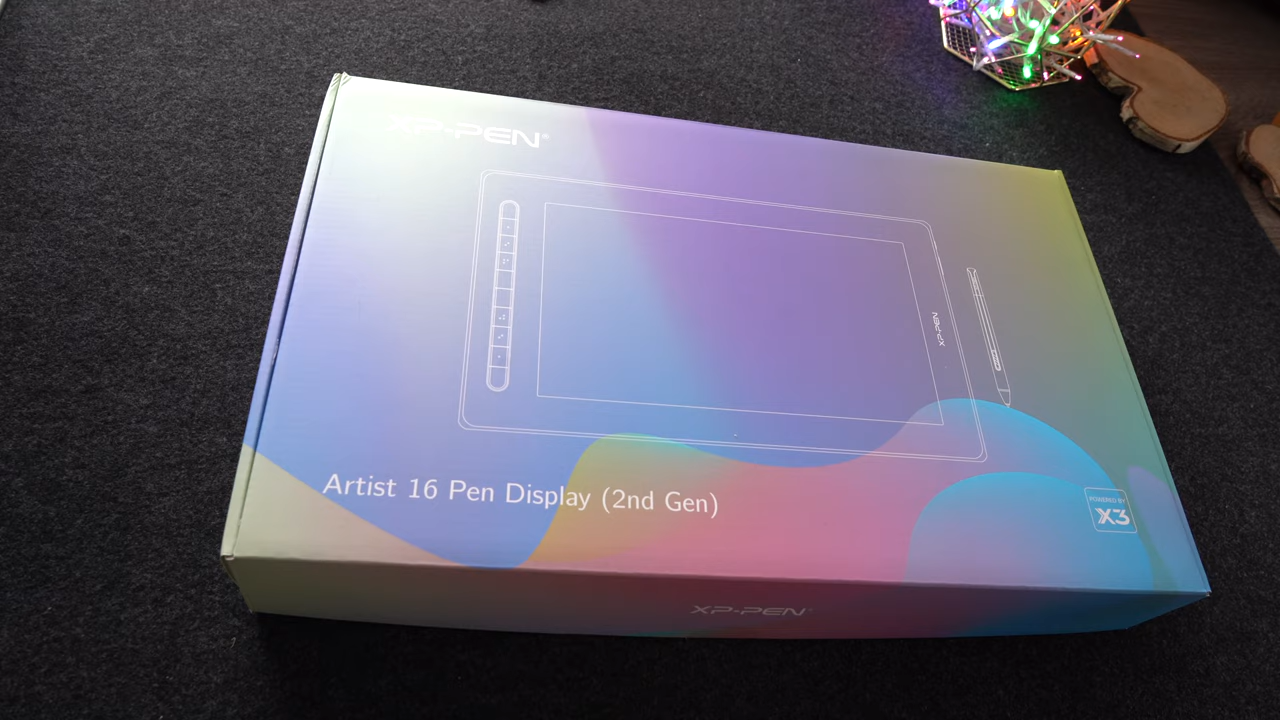 XP-PEN®
XP-PEN
Artist 16 Pen Display (2nd Gen)
POWERED BY
X3
XP-PEN